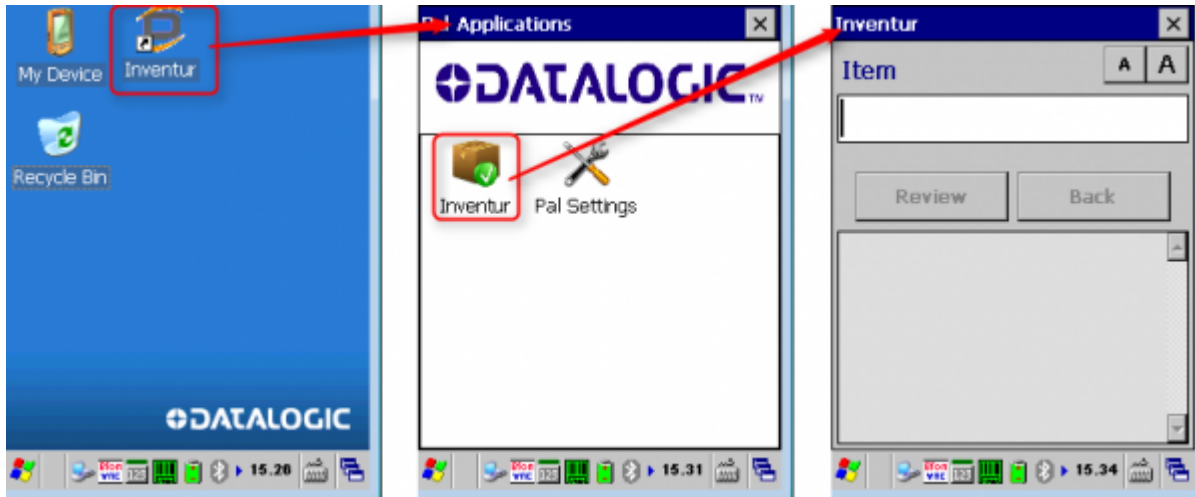 My Device
Inventur
Recycle Bin
DATALOGIC
15.28
Pal Applications
DATALOGIC™
Inventur
Pal Settings
15.31
Inventur
Item
A A
Review
Back
15.34